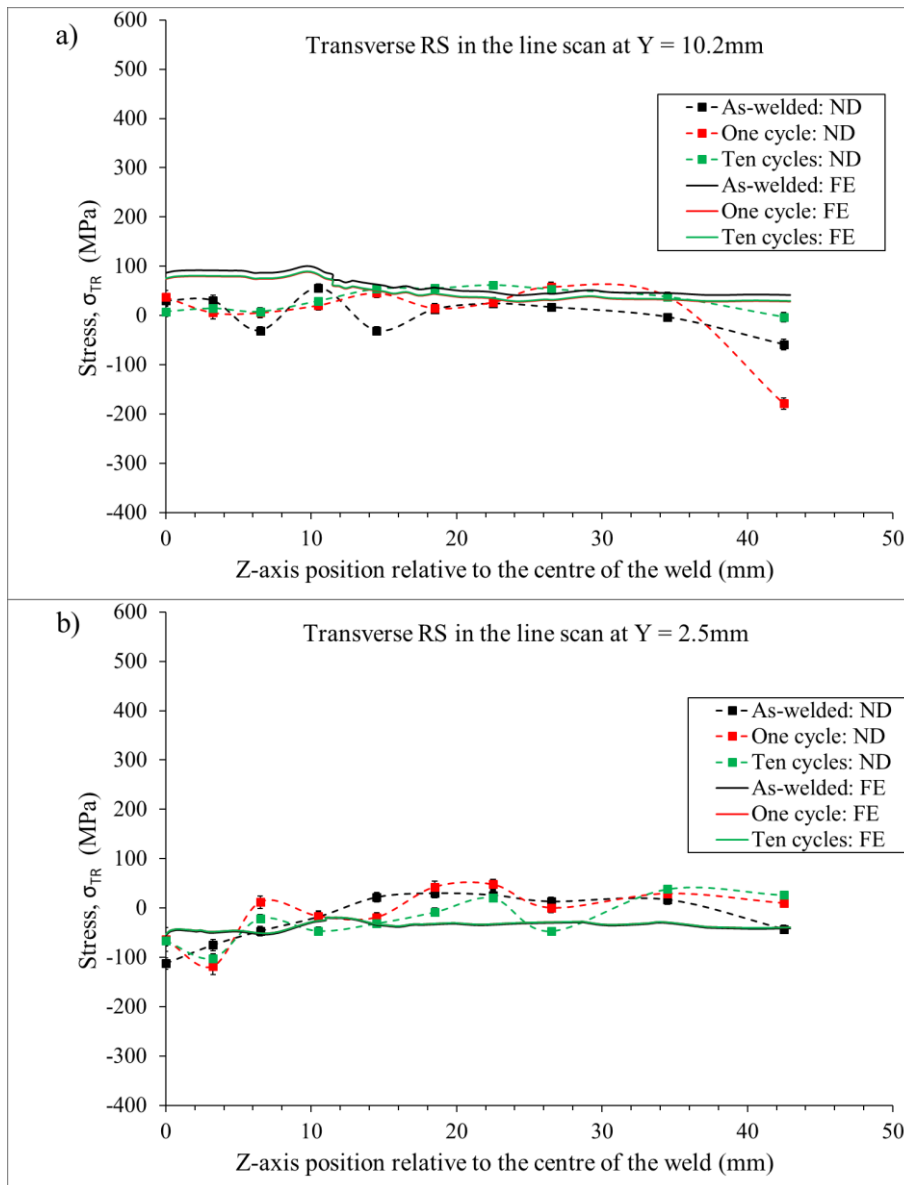 a)
Transverse RS in the line scan at Y = 10.2mm
As-welded: ND
One cycle: ND
Ten cycles: ND
As-welded: FE
One cycle: FE
Ten cycles: FE
Stress, σTR (MPa)
600
500
400
300
200
100
0
-100
-200
-300
-400
0
10
20
30
40
50
Z-axis position relative to the centre of the weld (mm)
b)
Transverse RS in the line scan at Y = 2.5mm
As-welded: ND
One cycle: ND
Ten cycles: ND
As-welded: FE
One cycle: FE
Ten cycles: FE
Stress, σTR (MPa)
600
500
400
300
200
100
0
-100
-200
-300
-400
0
10
20
30
40
50
Z-axis position relative to the centre of the weld (mm)